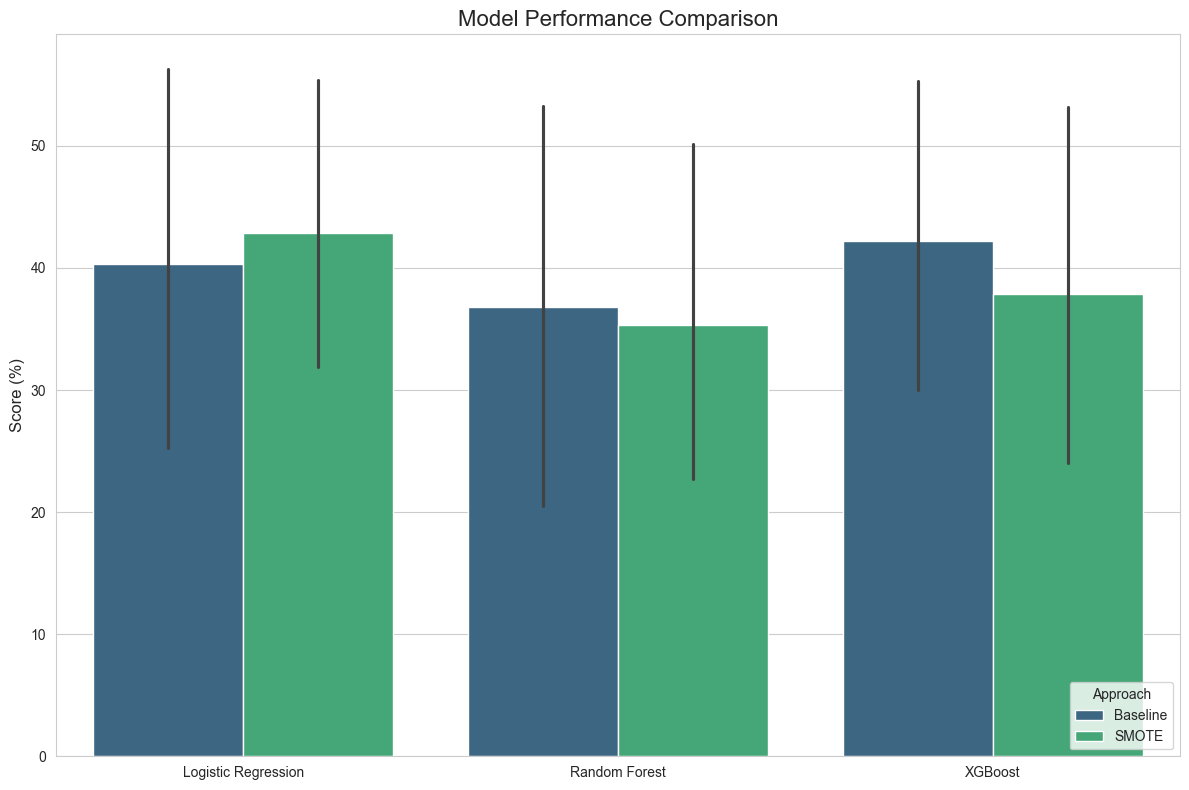 Model Performance Comparison
Score (%)
50
40
30
20
10
0
Logistic Regression
Random Forest
XGBoost
Approach
Baseline
SMOTE